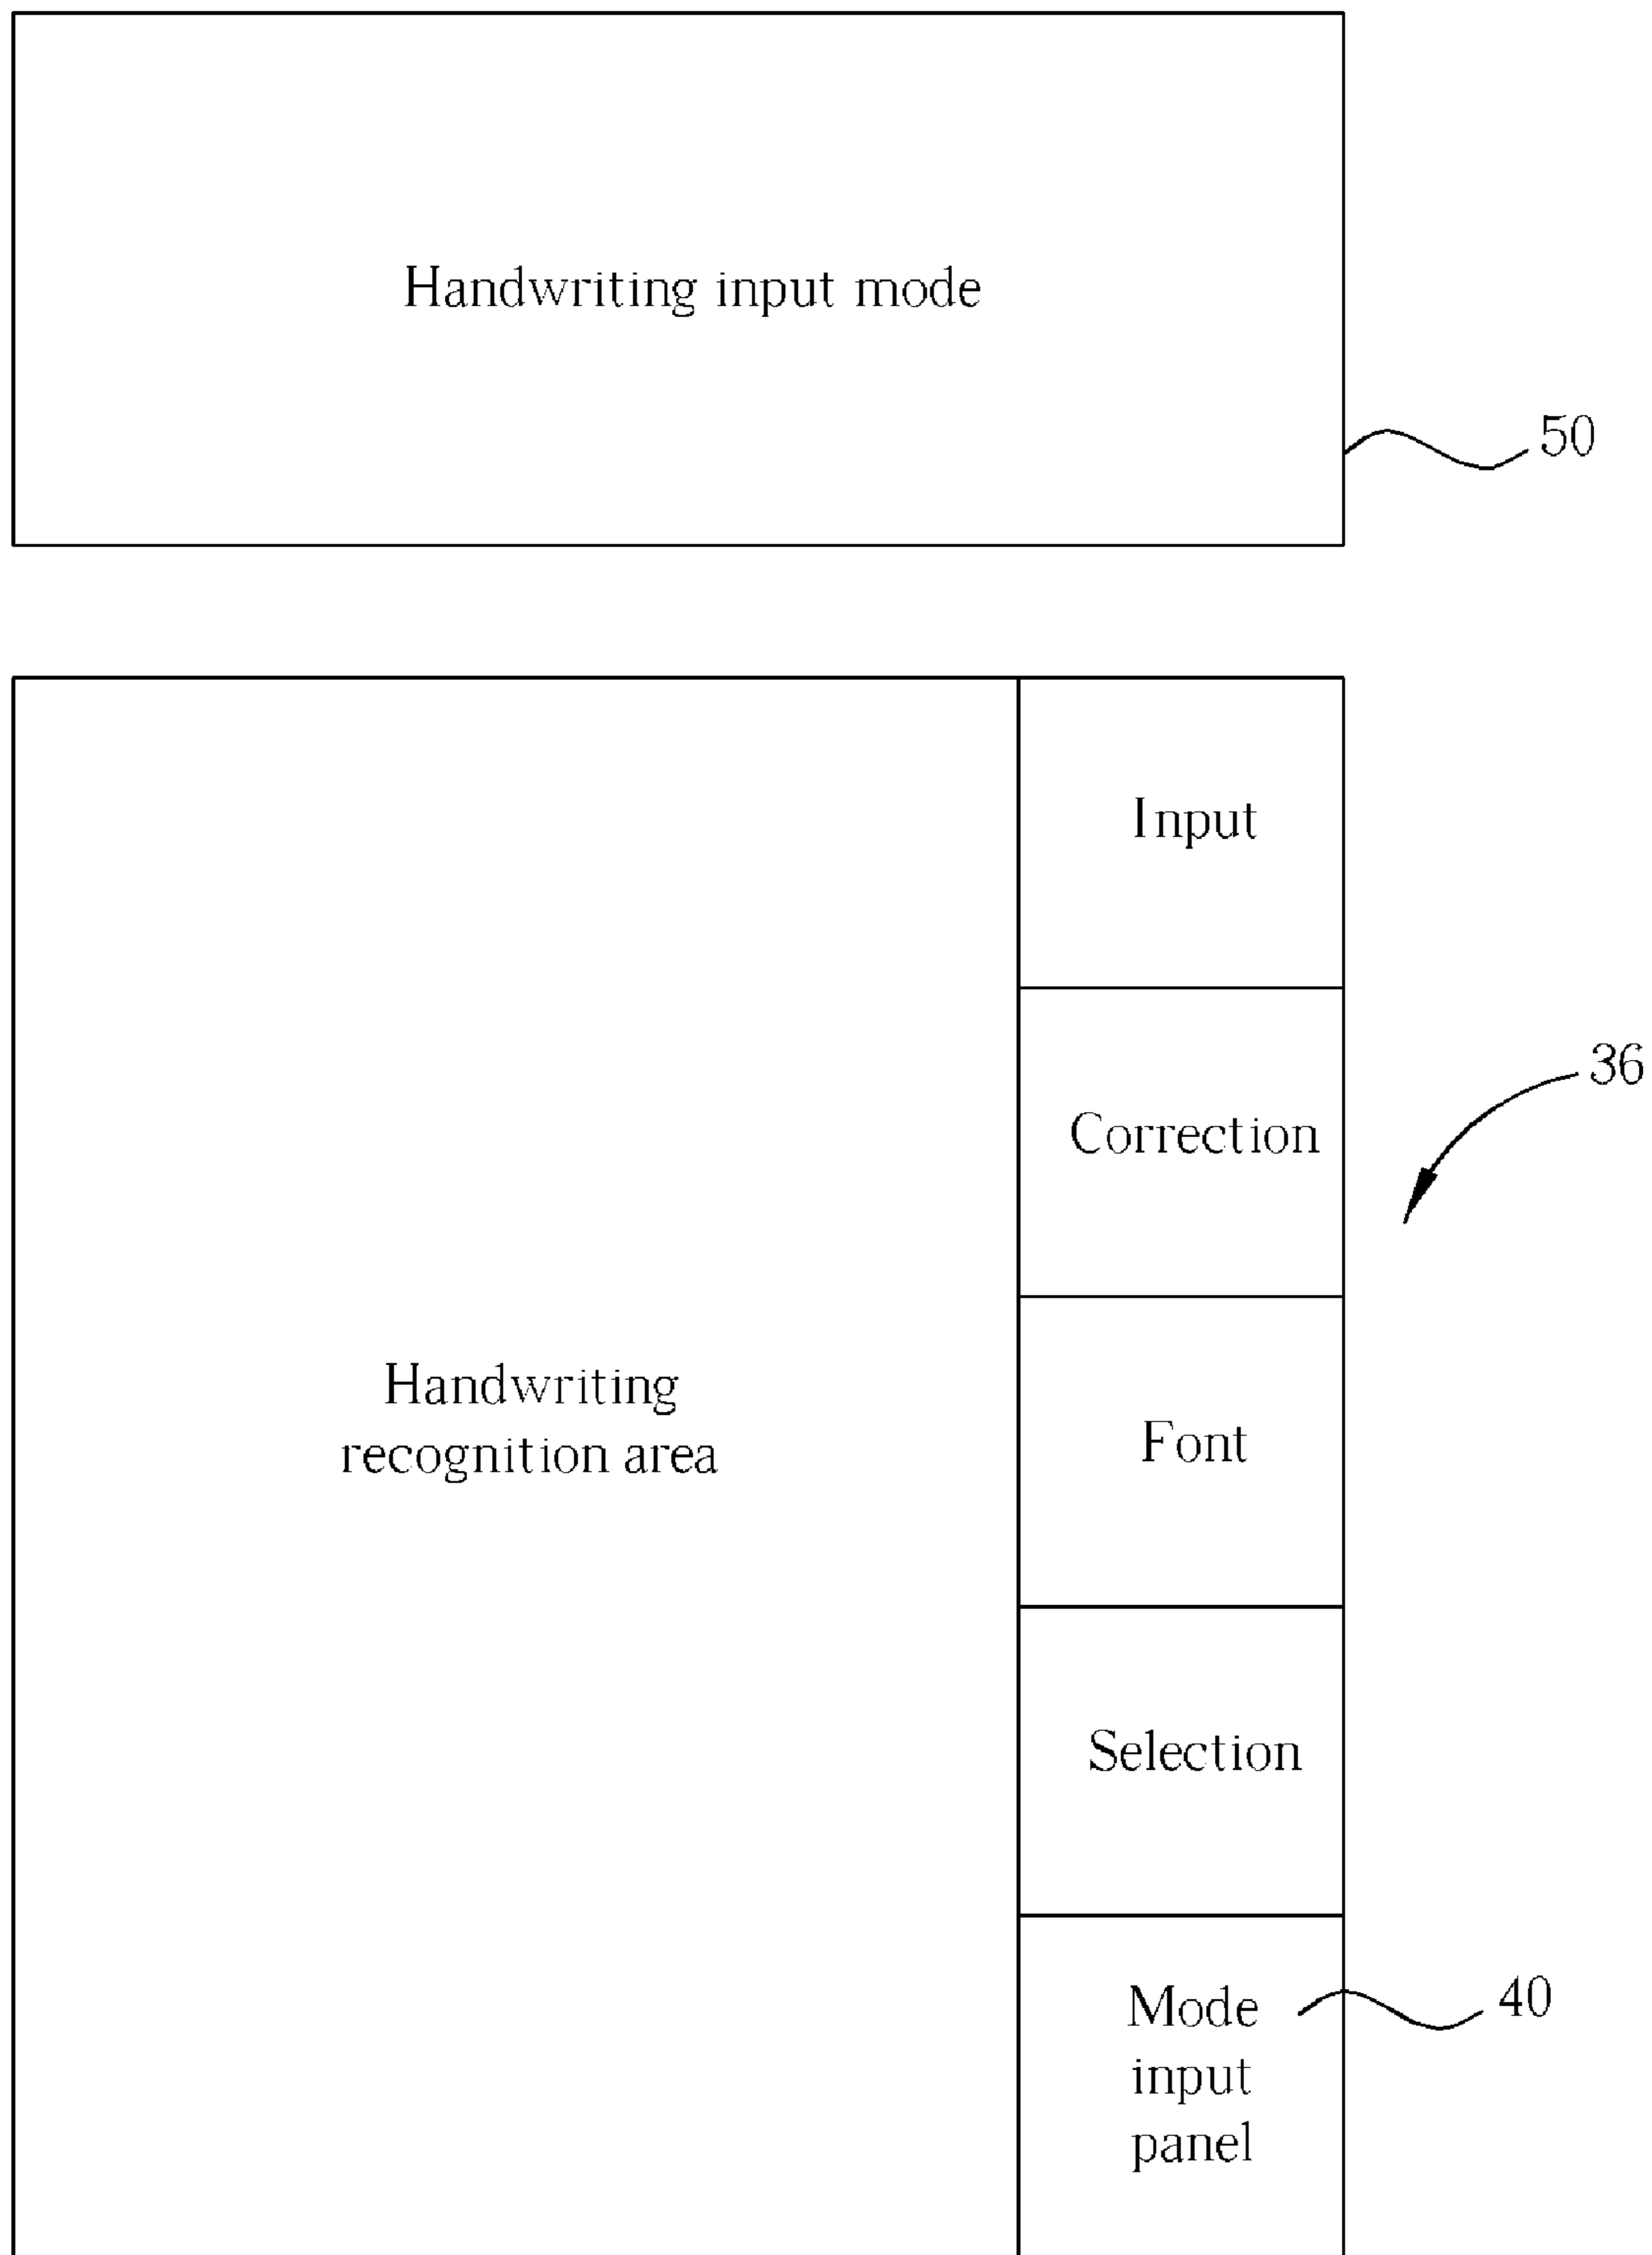 Handwriting input mode
50
Input
Correction
36
Handwriting
recognition area
Font
Selection
Mode
input
panel
40